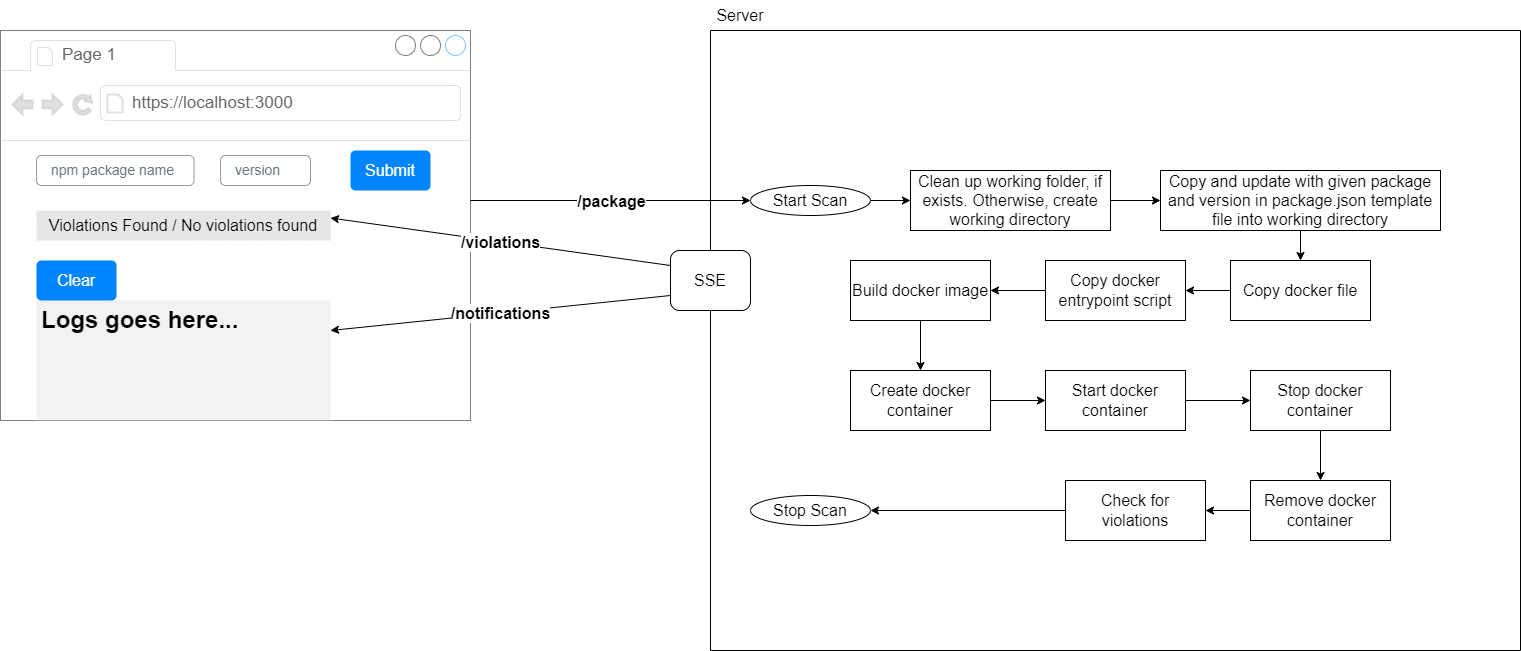 Server
Page 1
https://localhost:3000
npm package name
version
Submit
/package
Violations Found / No violations found
/violations
Clear
SSE
/notifications
Logs goes here...
Start Scan
Clean up working folder, if
exists. Otherwise, create
working directory
Copy and update with given package
and version in package.json template
file into working directory
Copy docker file
Copy docker
entrypoint script
Build docker image
Create docker
container
Start docker
container
Stop docker
container
Remove docker
container
Check for
violations
Stop Scan